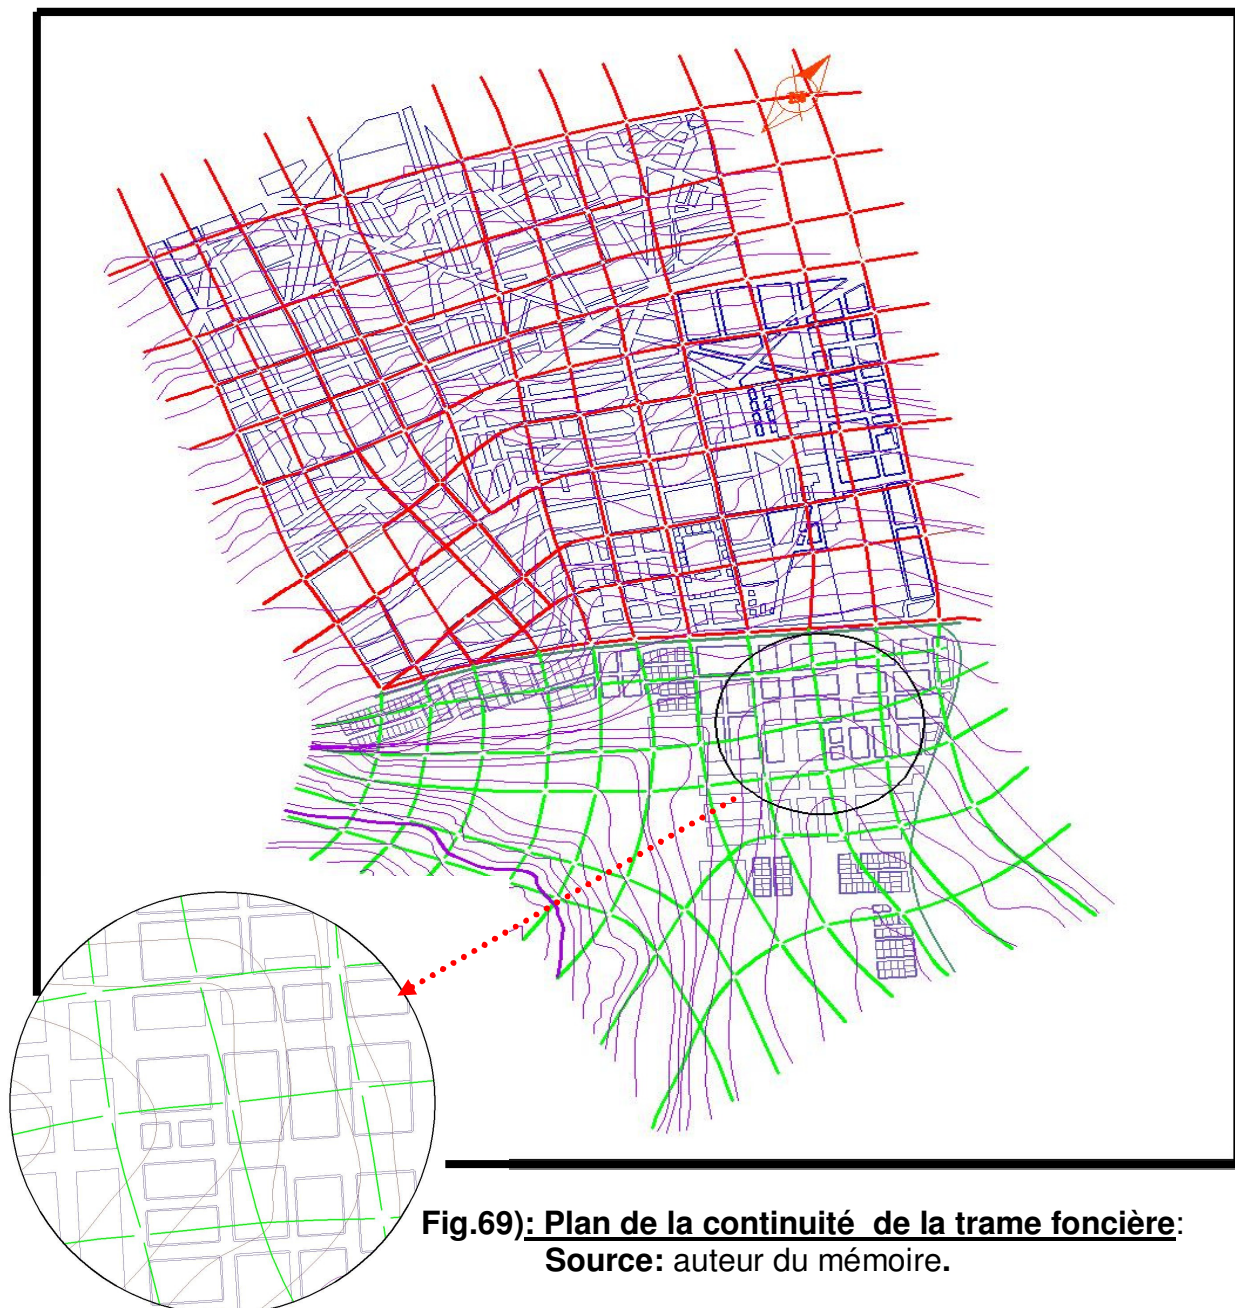 Fig.69): Plan de la continuité de la trame foncière:
Source: auteur du mémoire.